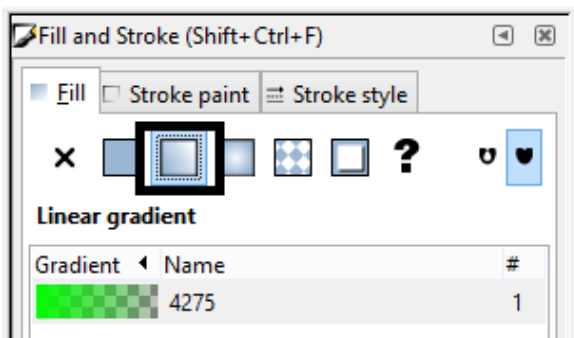 Fill and Stroke (Shift+Ctrl+F)
Fill Stroke paint Stroke style
?
Linear gradient
Gradient Name #
4275 1